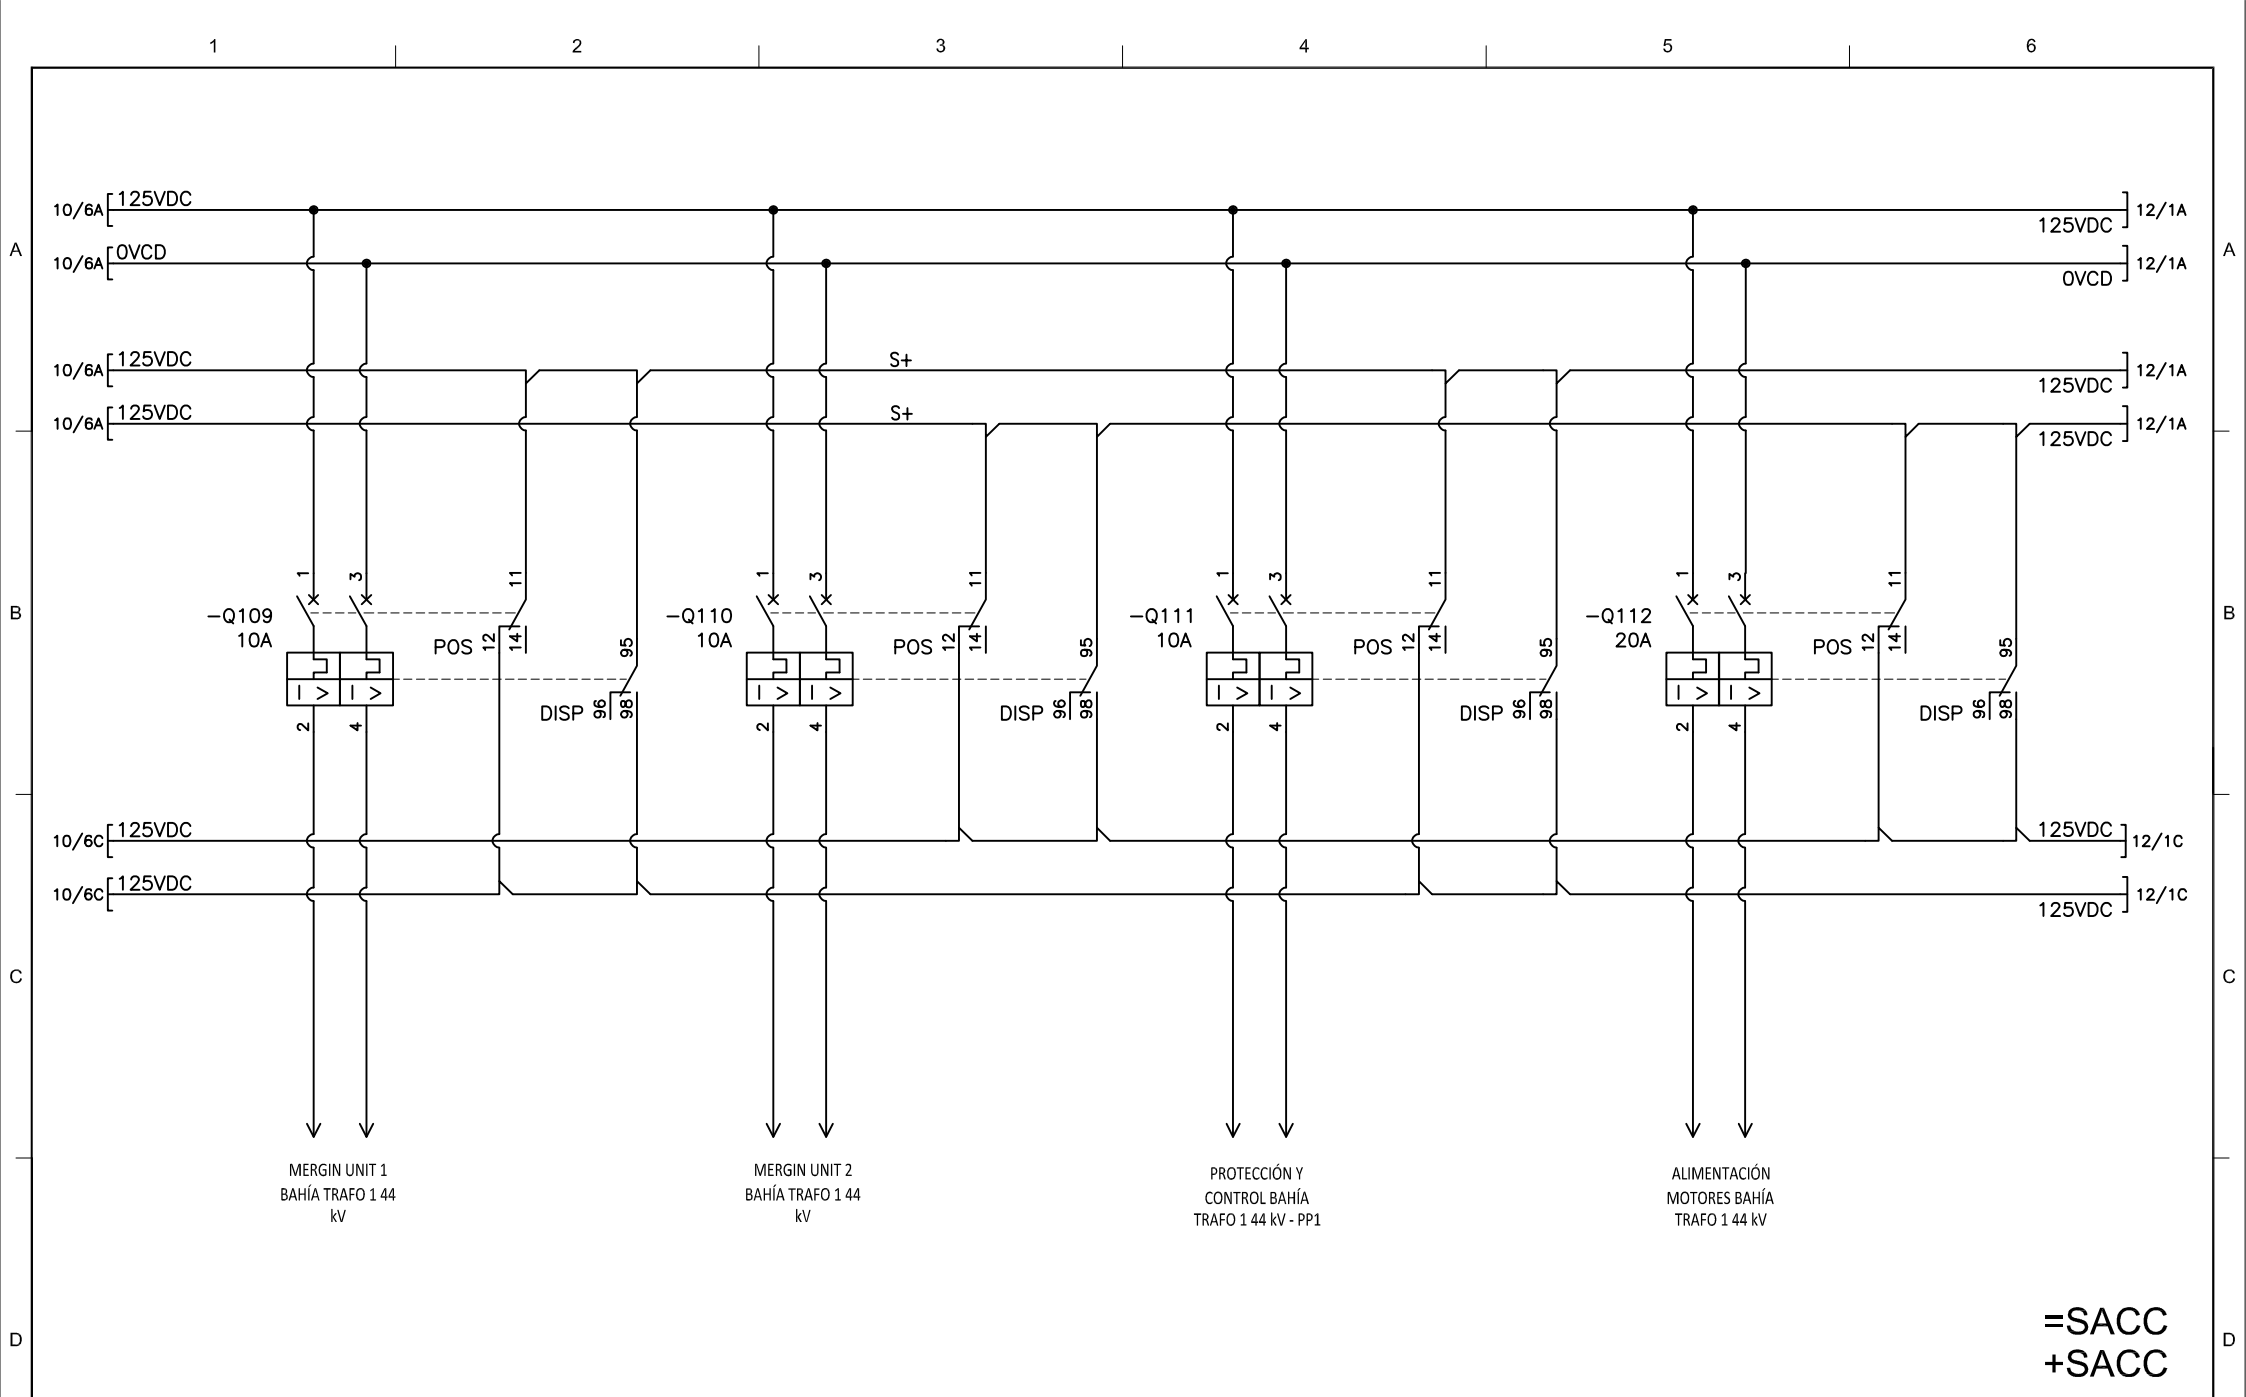 1 2 3 4 5 6
10/6A 125VDC 12/1A
125VDC
A A
10/6A 0VCD 12/1A
0VCD
10/6A 125VDC S+ 12/1A
125VDC
10/6A 125VDC S+ 12/1A
125VDC
1 3 11 1 3 11 1 3 11 1 3 11
B B
-Q109 -Q110 -Q111 -Q112
10A 10A 10A 20A
POS 12 14 95 POS 12 14 95 POS 12 14 95 POS 12 14 95
I > I > I > I > I > I > I > I >
DISP 96 98 DISP 96 98 DISP 96 98 DISP 96 98
2 4 2 4 2 4 2 4
10/6C 125VDC 125VDC 12/1C
10/6C 125VDC 12/1C
125VDC
C C
MERGIN UNIT 1
BAHÍA TRAFO 1 44
kV
MERGIN UNIT 2
BAHÍA TRAFO 1 44
kV
PROTECCIÓN Y
CONTROL BAHÍA
TRAFO 1 44 kV - PP1
ALIMENTACIÓN
MOTORES BAHÍA
TRAFO 1 44 kV
=SACC
D D
+SACC